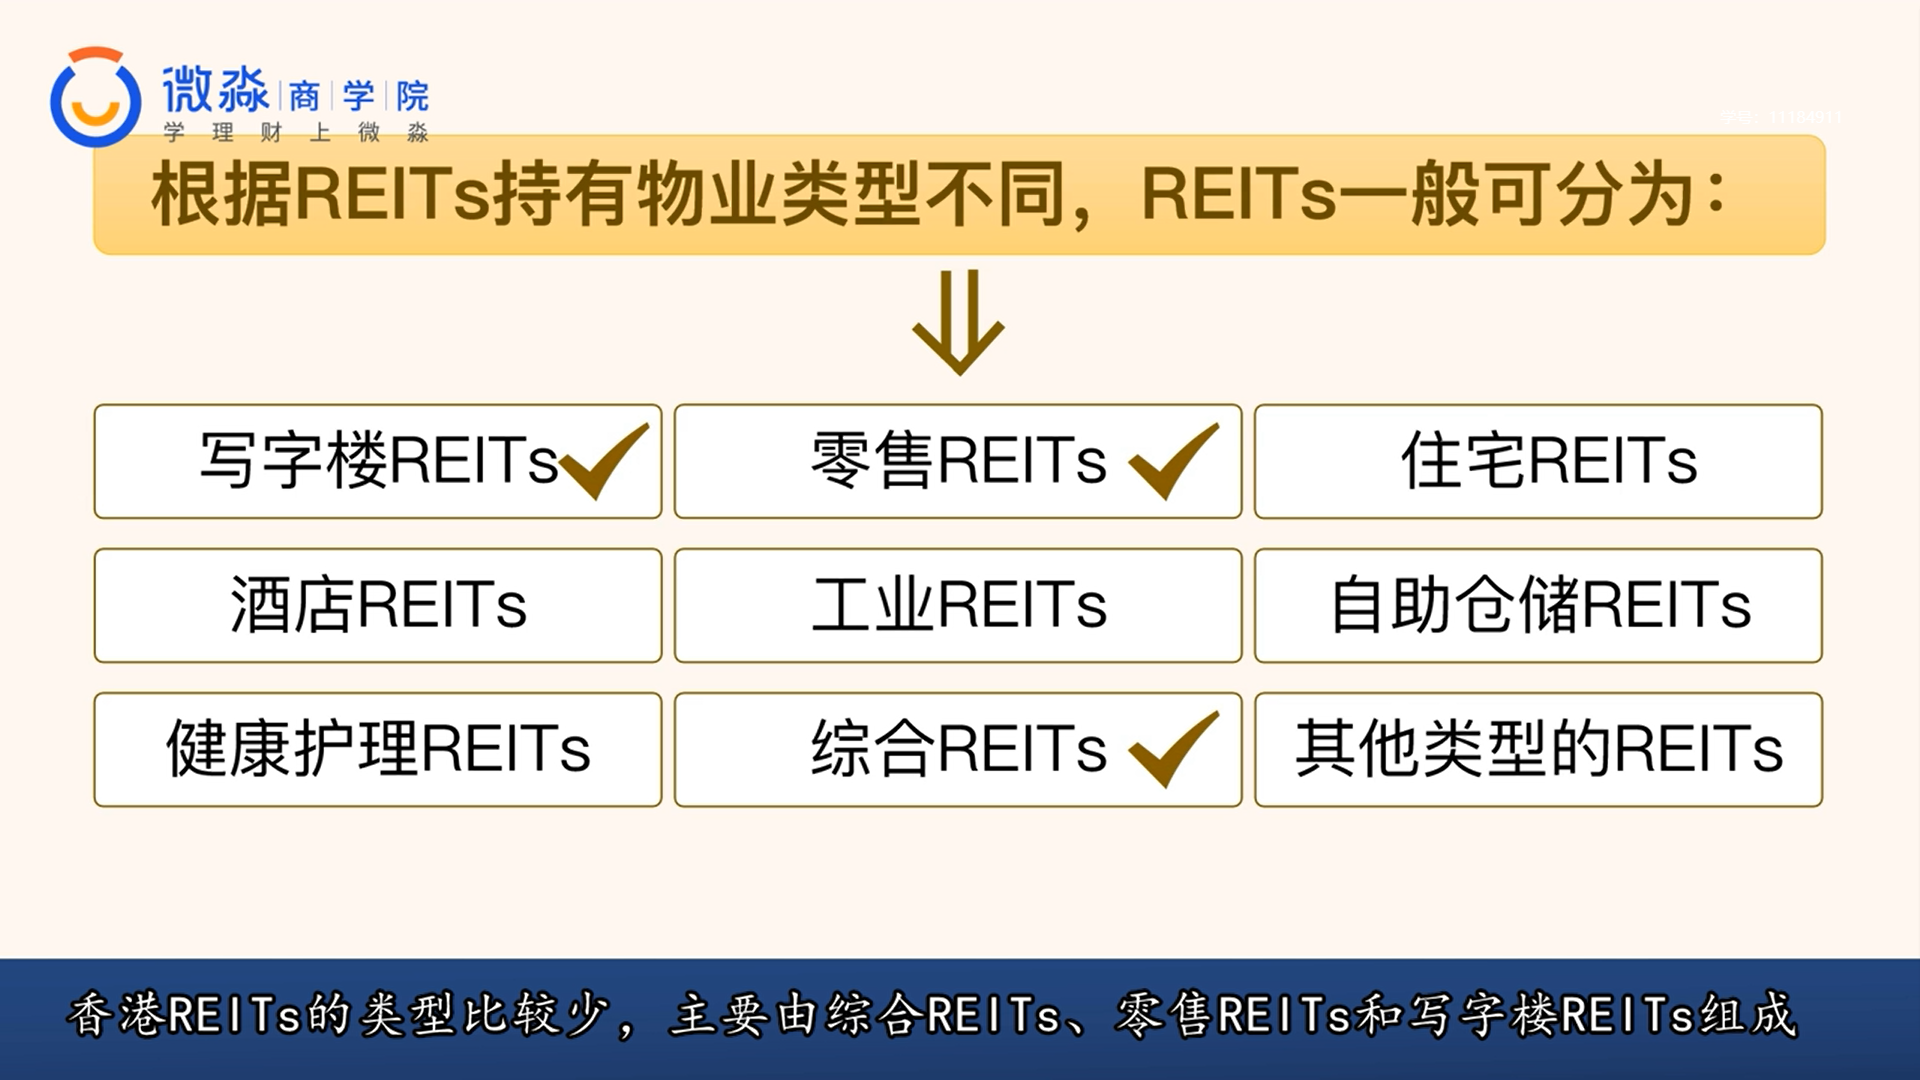 微淼商学院
学理财上微淼
学号：11184911
根据REITs持有物业类型不同，REITs一般可分为：
写字楼REITs
零售REITs
住宅REITs
酒店REITs
工业REITs
自助仓储REITs
健康护理REITs
综合REITs
其他类型的REITs
香港REITs的类型比较少，主要由综合REITs、零售REITs和写字楼REITs组成